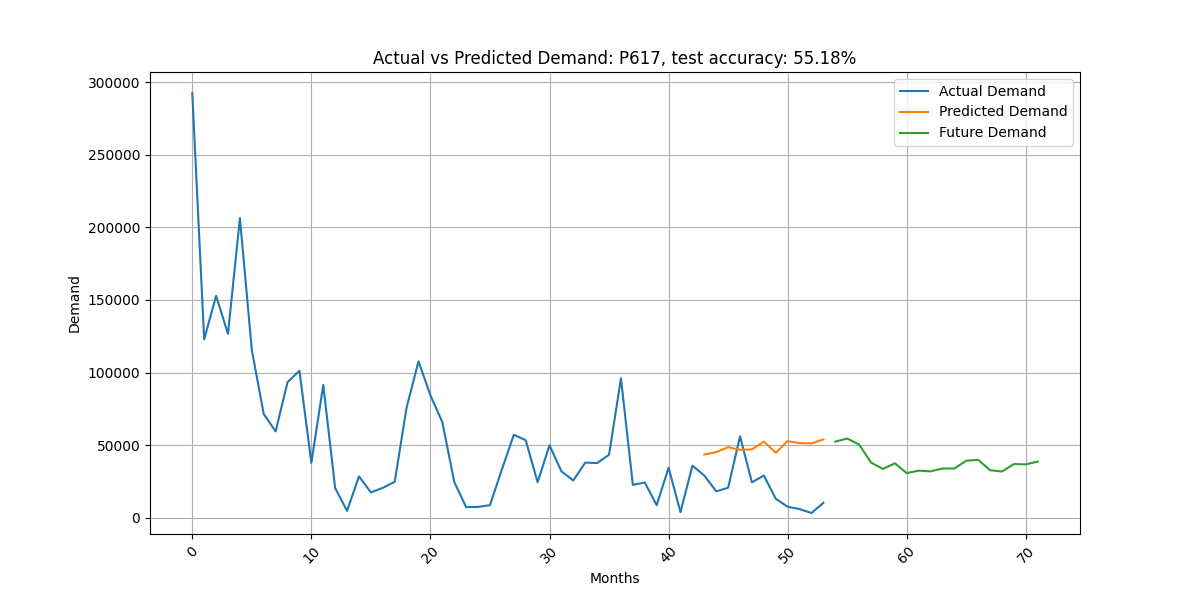 Actual vs Predicted Demand: P617, test accuracy: 55.18%
Actual Demand
Predicted Demand
Future Demand
300000
250000
200000
150000
100000
50000
0
Demand
0
10
20
30
40
50
60
70
Months